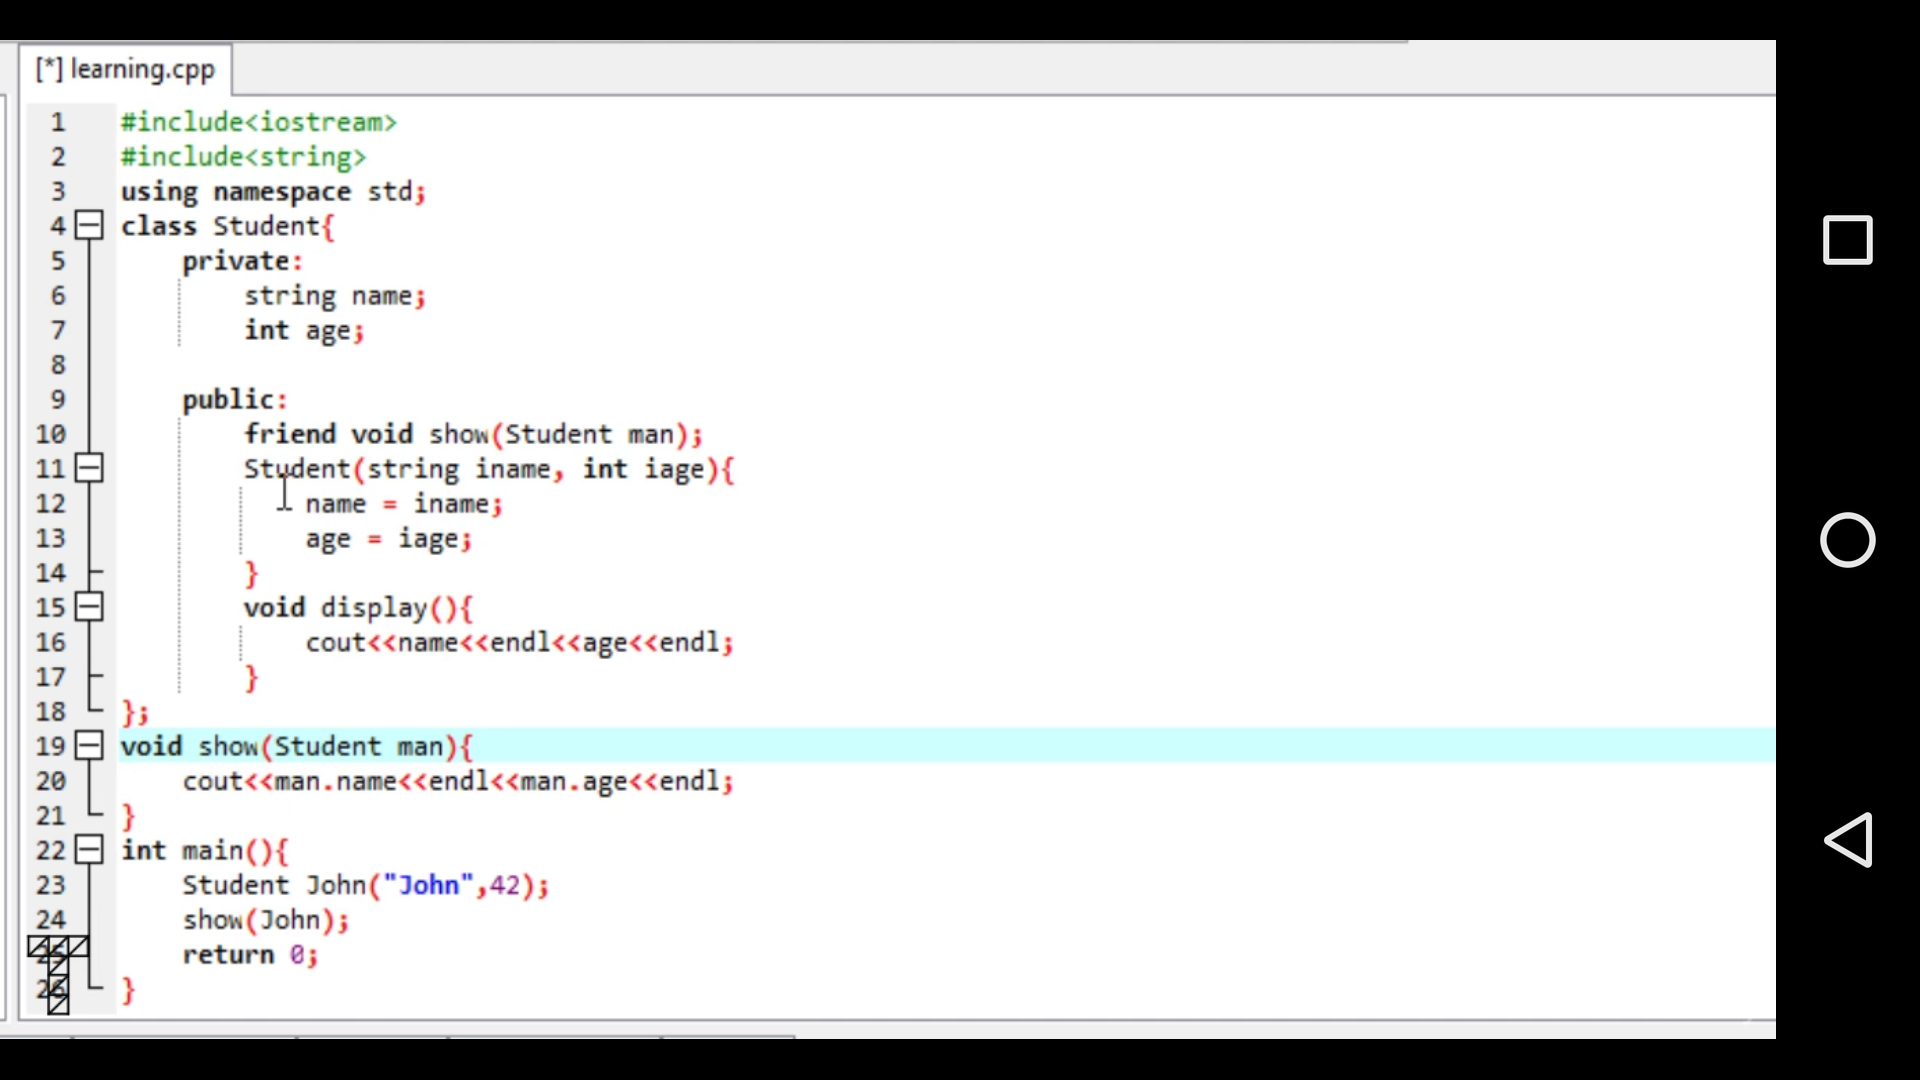 [*] learning.cpp
1 #include<iostream>
2 #include<string>
3 using namespace std;
4 class Student{
5 private:
6 string name;
7 int age;
8
9 public:
10 friend void show(Student man);
11 Student(string iname, int iage){
12 name = iname;
13 age = iage;
14 }
15 void display(){
16 cout<<name<<endl<<age<<endl;
17 }
18 };
19 void show(Student man){
20 cout<<man.name<<endl<<man.age<<endl;
21 }
22 int main(){
23 Student John("John",42);
24 show(John);
25 return 0;
26 }